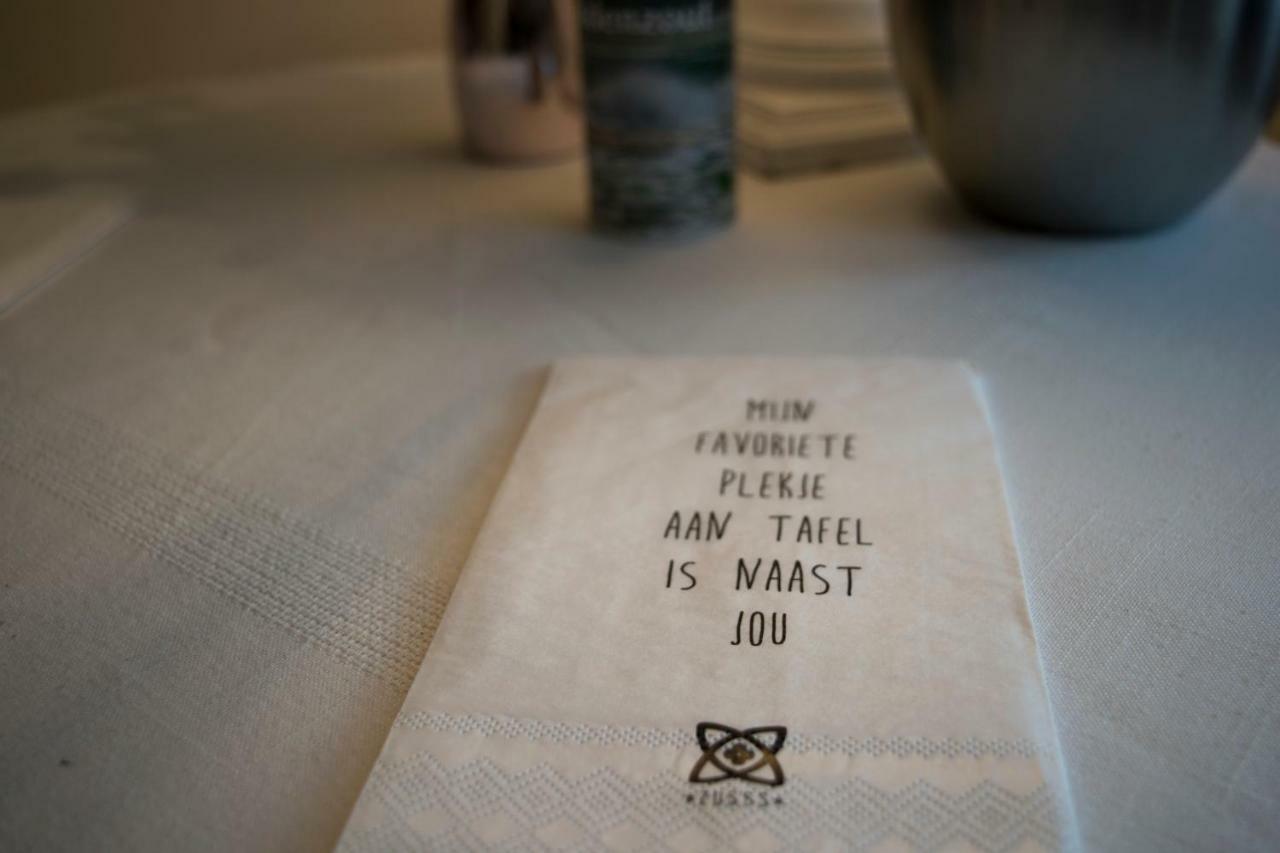 MIJN
FAVORIETE
PLEKJE
AAN TAFEL
IS NAAST
JOU
*ZUSSS*